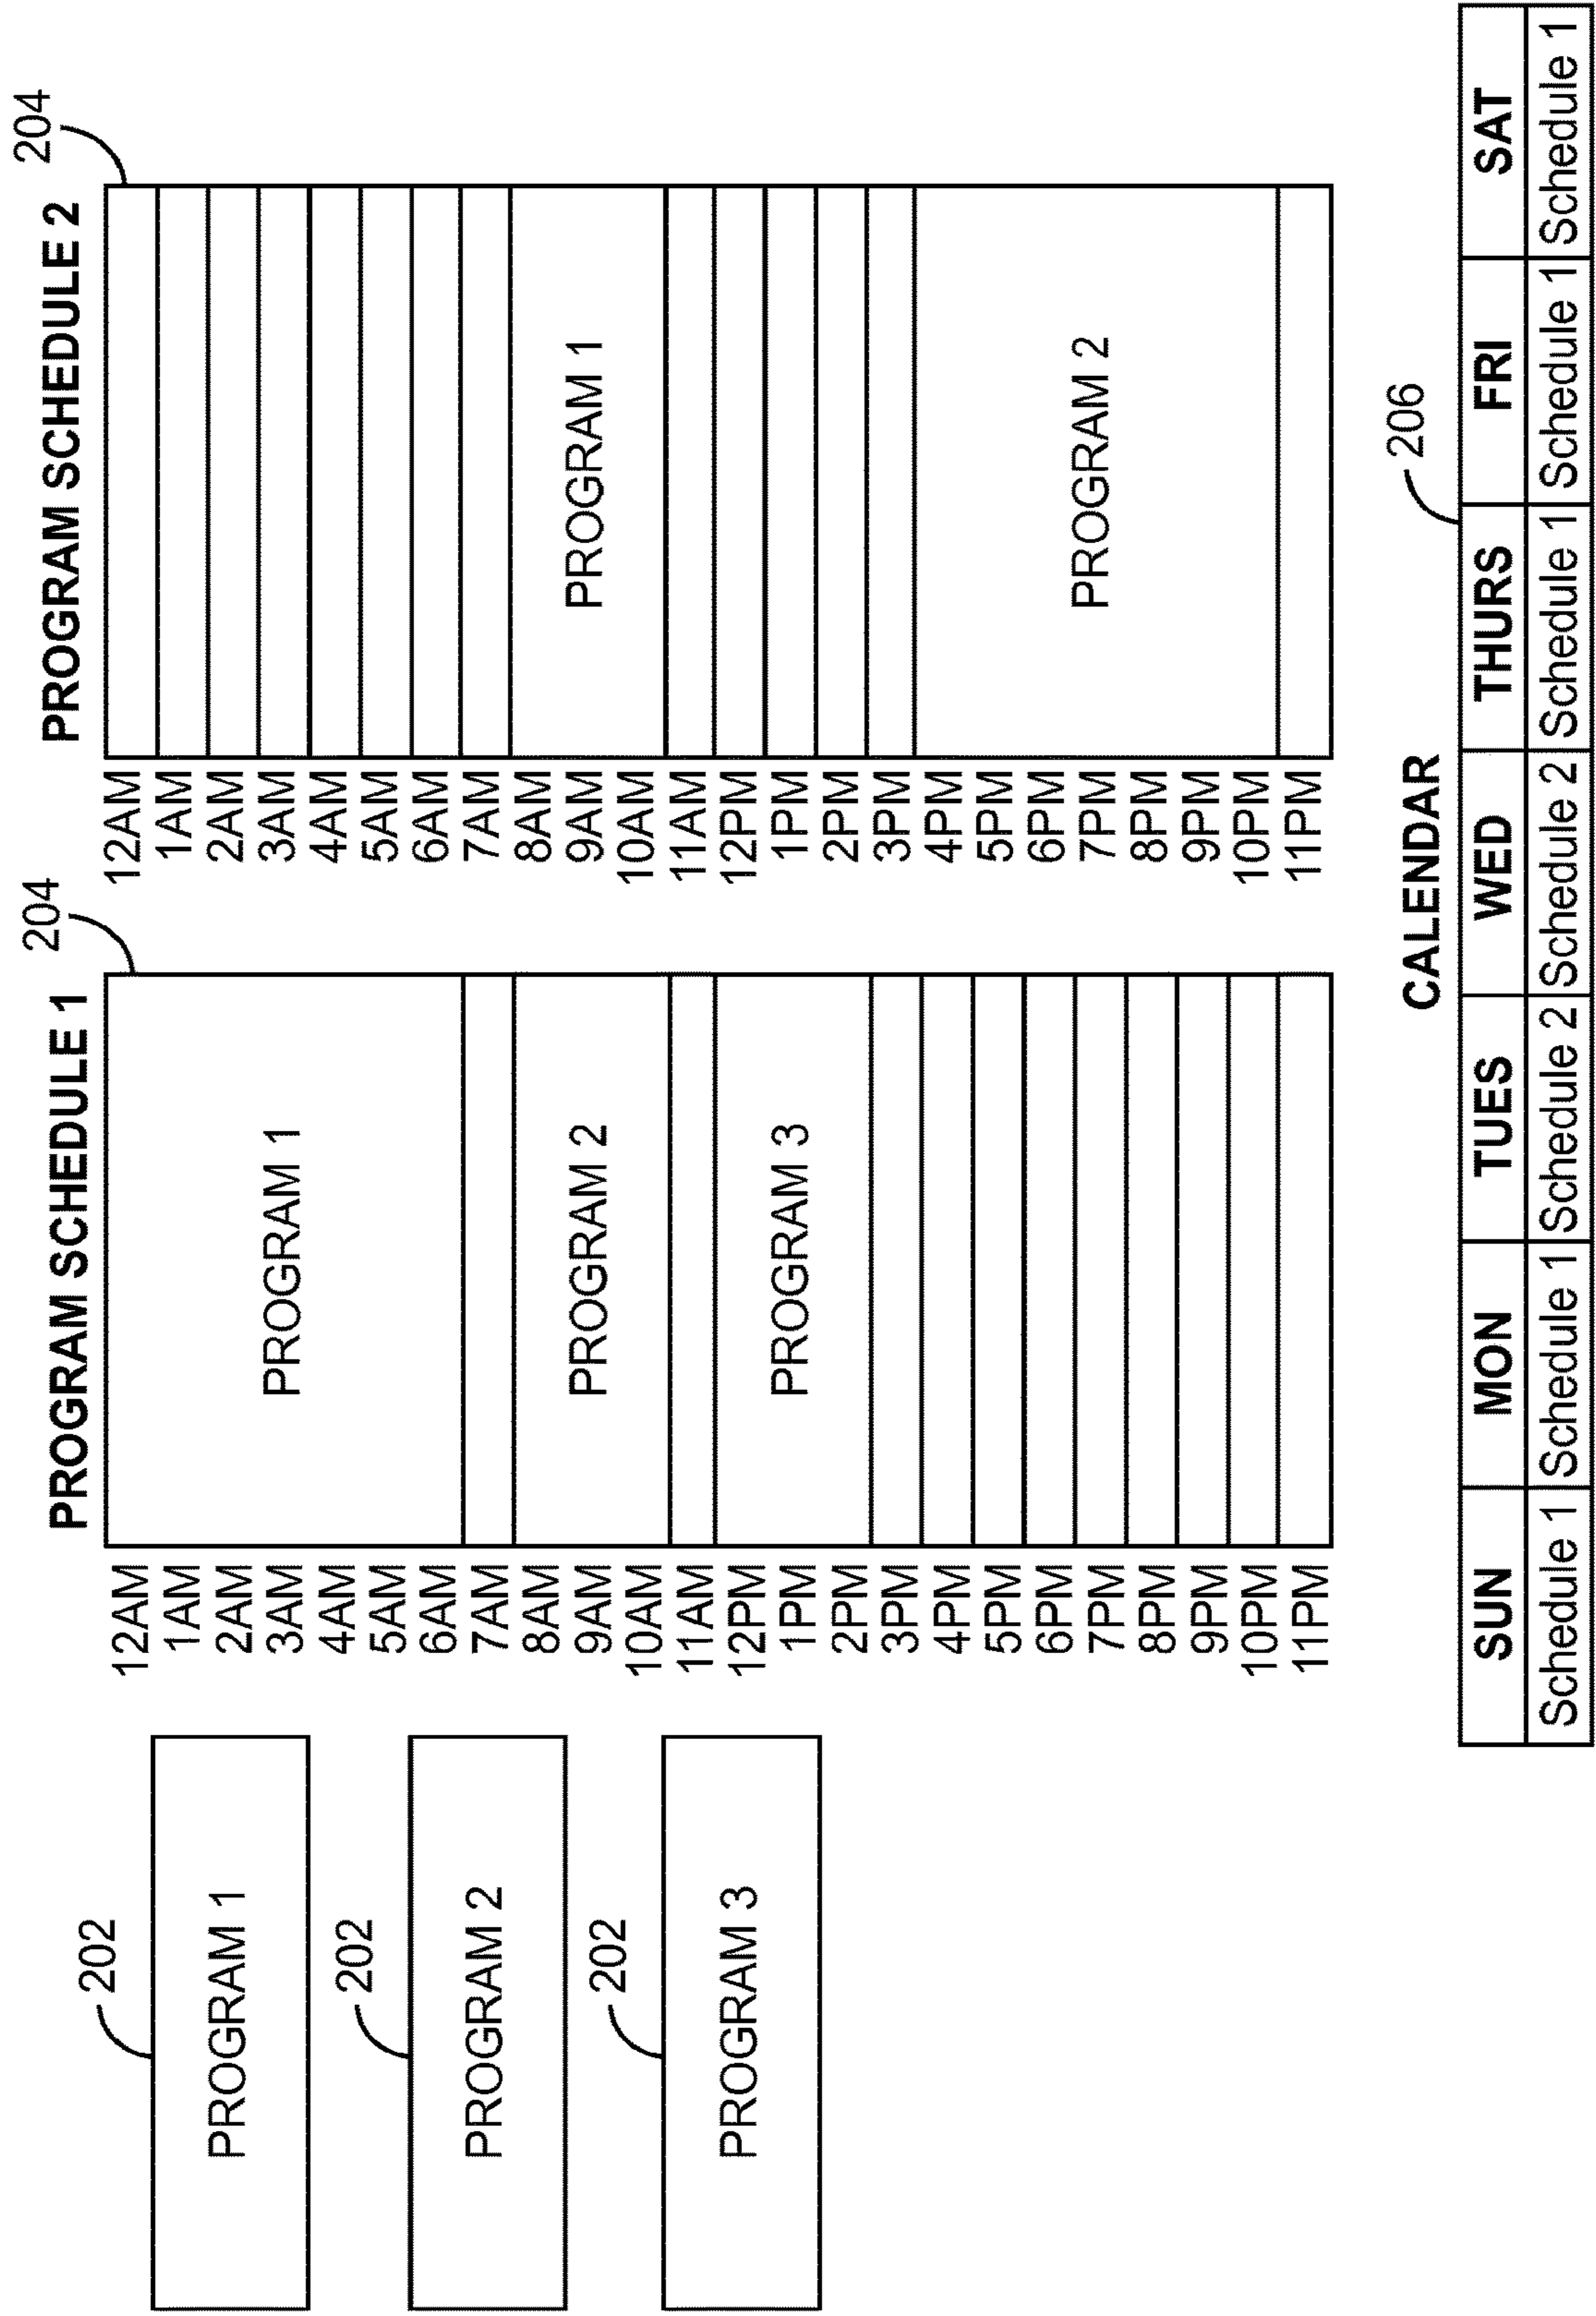 202
PROGRAM 1
202
PROGRAM 2
202
PROGRAM 3
PROGRAM SCHEDULE 1
204
12AM
1AM
2AM
3AM
4AM
5AM
6AM
7AM
8AM
9AM
10AM
11AM
12PM
1PM
2PM
3PM
4PM
5PM
6PM
7PM
8PM
9PM
10PM
11PM
PROGRAM 1
PROGRAM 2
PROGRAM 3
PROGRAM SCHEDULE 2
204
12AM
1AM
2AM
3AM
4AM
5AM
6AM
7AM
8AM
9AM
10AM
11AM
12PM
1PM
2PM
3PM
4PM
5PM
6PM
7PM
8PM
9PM
10PM
11PM
PROGRAM 1
PROGRAM 2
CALENDAR
206
SUN MON TUES WED THURS FRI SAT
Schedule 1 Schedule 1 Schedule 2 Schedule 2 Schedule 1 Schedule 1 Schedule 1